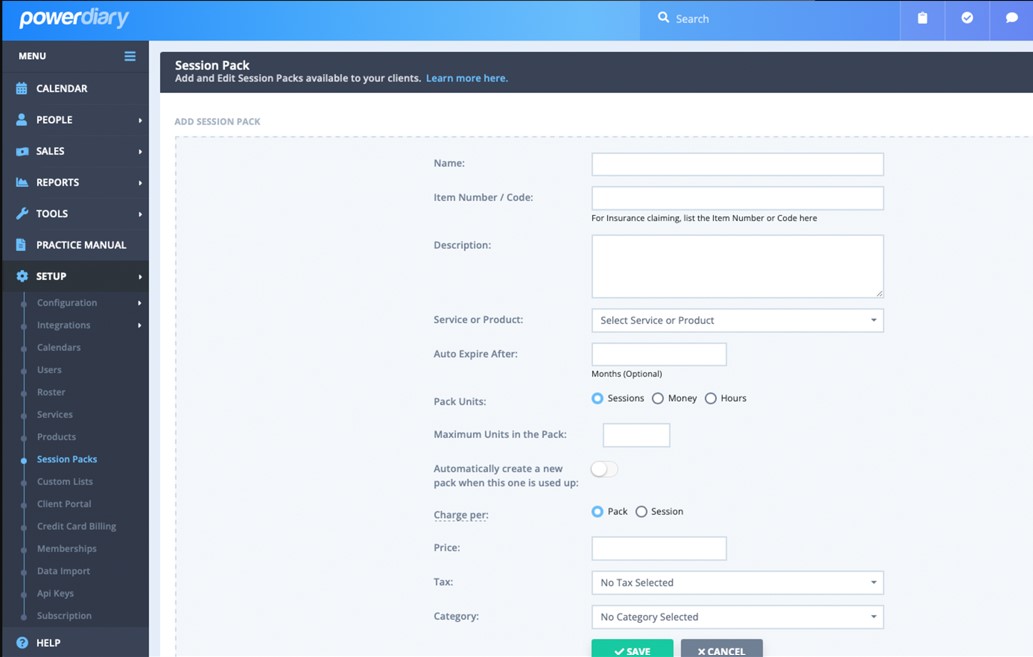 powerdiary
Search
MENU
CALENDAR
PEOPLE
SALES
REPORTS
TOOLS
PRACTICE MANUAL
SETUP
Configuration
Integrations
Calendars
Users
Roster
Services
Products
Session Packs
Custom Lists
Client Portal
Credit Card Billing
Memberships
Data Import
Api Keys
Subscription
HELP
Session Pack
Add and Edit Session Packs available to your clients. Learn more here.
ADD SESSION PACK
Name:
Item Number / Code:
For Insurance claiming, list the Item Number or Code here
Description:
Service or Product: Select Service or Product
Auto Expire After:
Months (Optional)
Pack Units: Sessions Money Hours
Maximum Units in the Pack:
Automatically create a new
pack when this one is used up:
Charge per: Pack Session
Price:
Tax: No Tax Selected
Category: No Category Selected
SAVE CANCEL